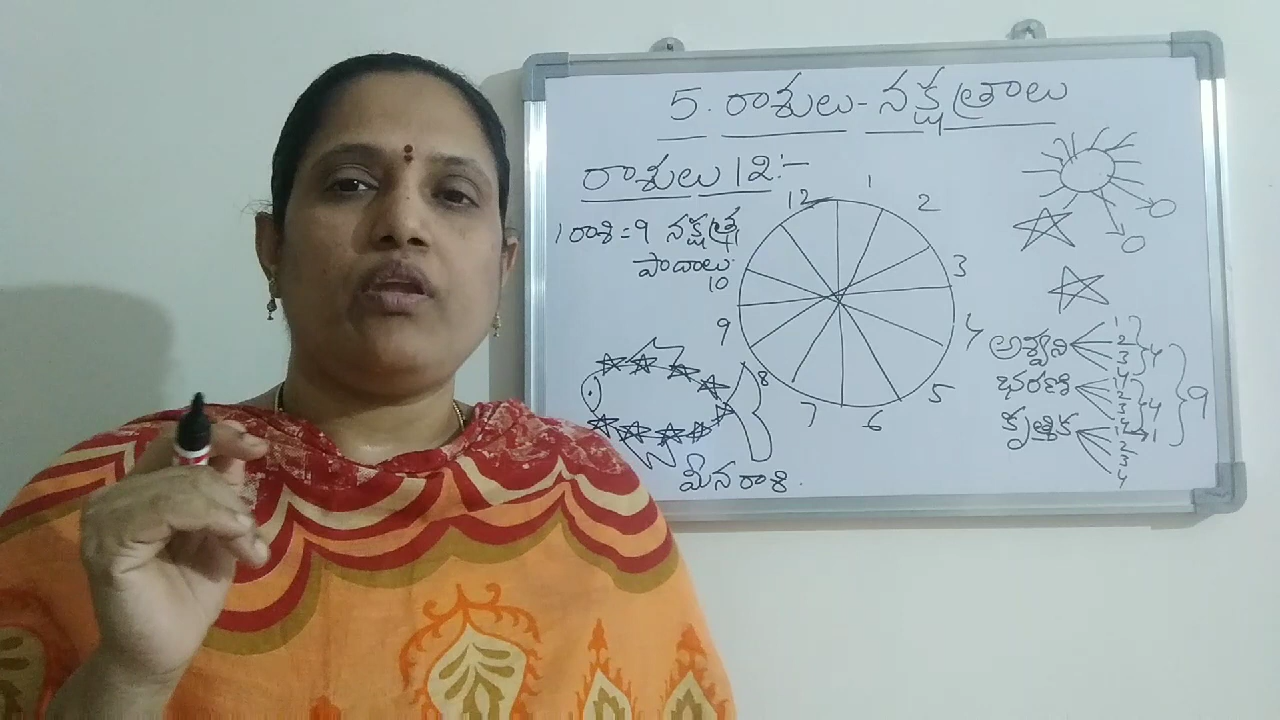 5. రాశులు - నక్షత్రాలు
రాశులు 12:-
1 రాశి = 9 నక్షత్ర
పాదాలు
12 1 2
3
4
5
6
7
8
9
10
మీన రాశి.
అశ్వని 1 2 3 4 } 4
భరణి 1 2 3 4 } 4
కృత్తిక 1 → 1 2 3 4
} 9